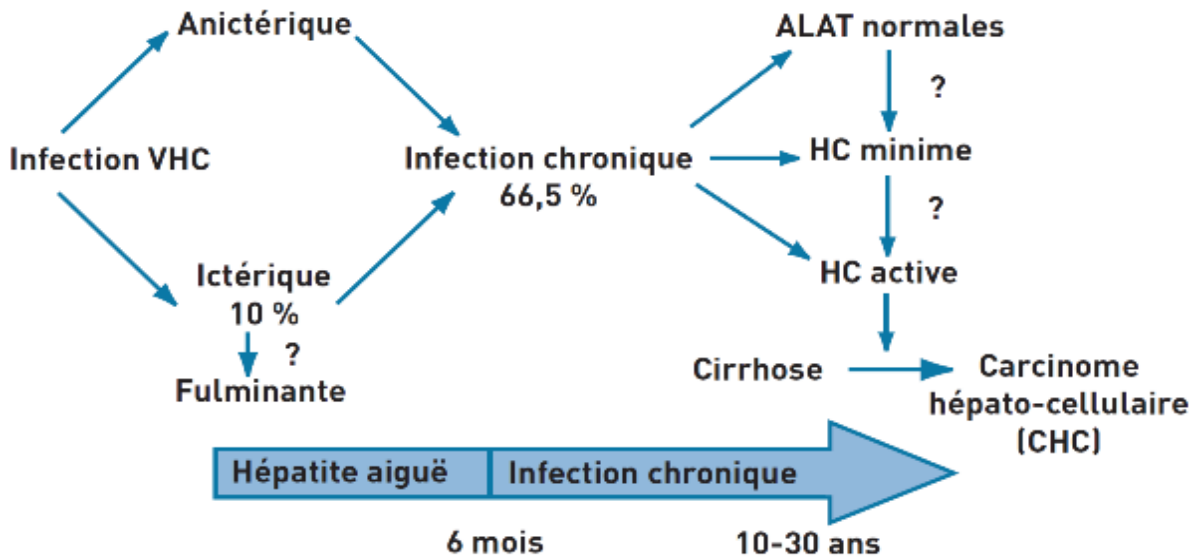 Anictérique
ALAT normales
?
Infection VHC
Infection chronique
66,5 %
HC minime
?
Ictérique
10 %
HC active
?
Fulminante
Cirrhose
Carcinome
hépato-cellulaire
(CHC)
Hépatite aiguë
Infection chronique
6 mois
10-30 ans